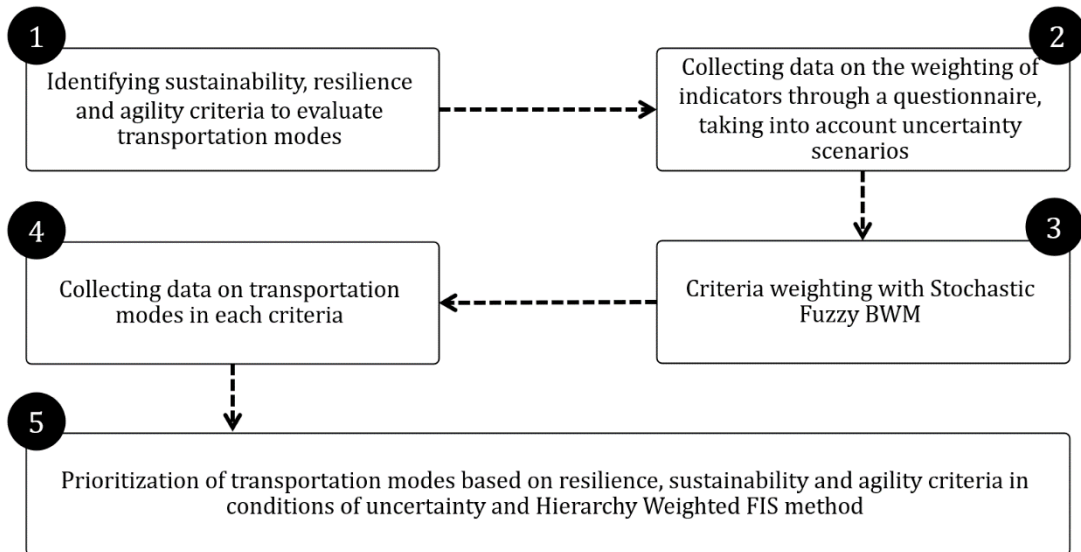 1
Identifying sustainability, resilience
and agility criteria to evaluate
transportation modes
2
Collecting data on the weighting of
indicators through a questionnaire,
taking into account uncertainty
scenarios
3
Criteria weighting with Stochastic
Fuzzy BWM
4
Collecting data on transportation
modes in each criteria
5
Prioritization of transportation modes based on resilience, sustainability and agility criteria in
conditions of uncertainty and Hierarchy Weighted FIS method